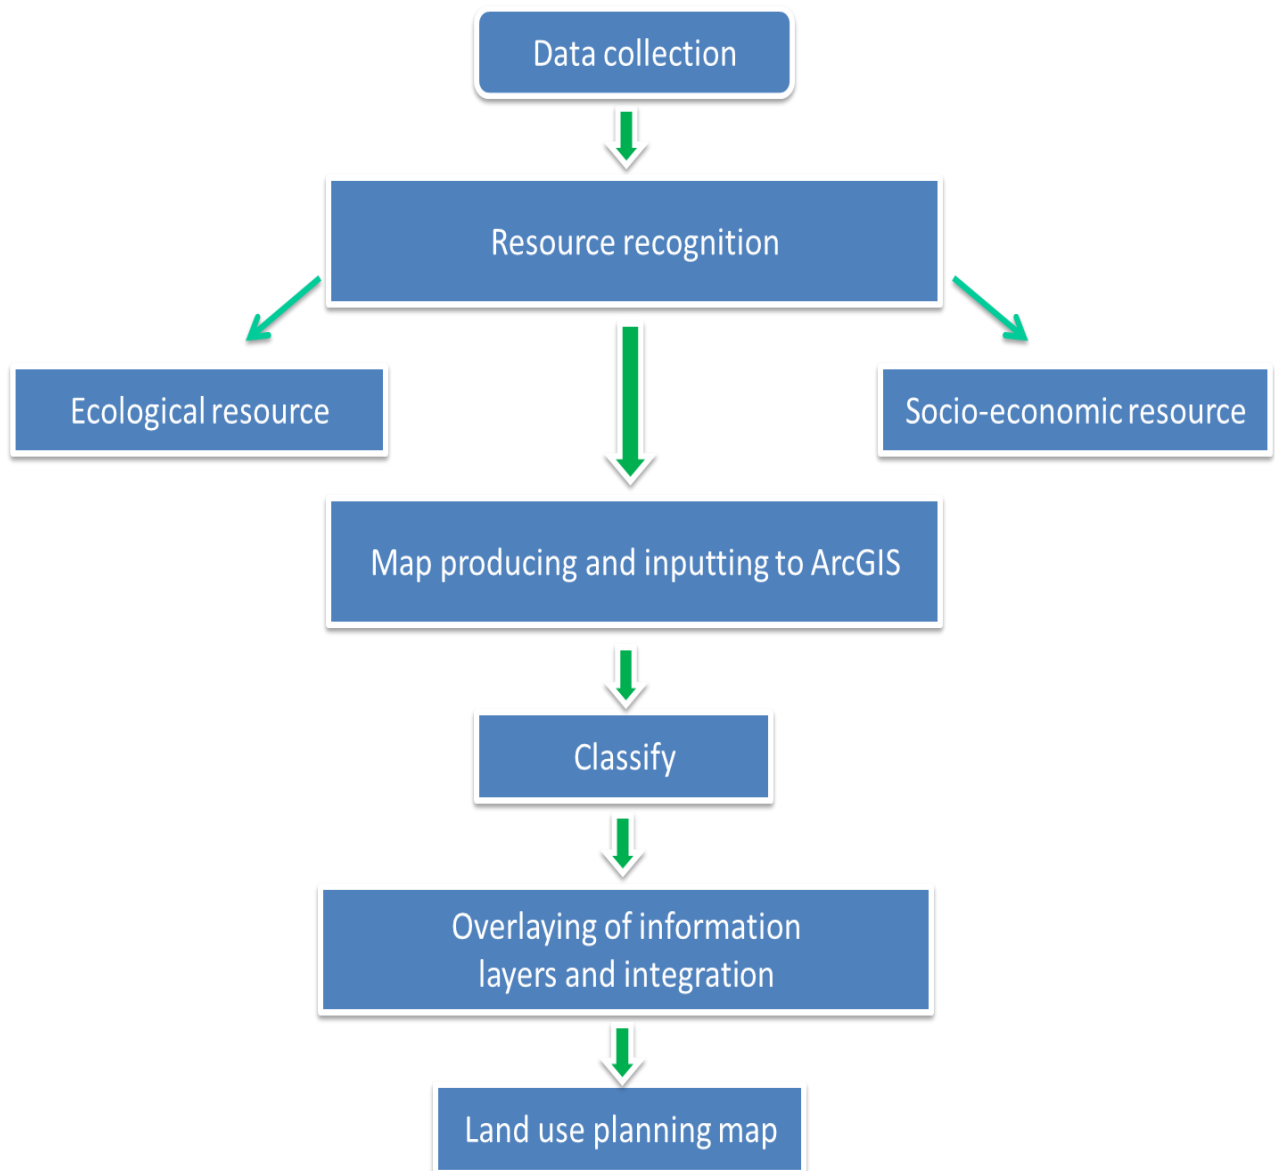 Data collection
Resource recognition
Ecological resource
Socio-economic resource
Map producing and inputting to ArcGIS
Classify
Overlaying of information
layers and integration
Land use planning map